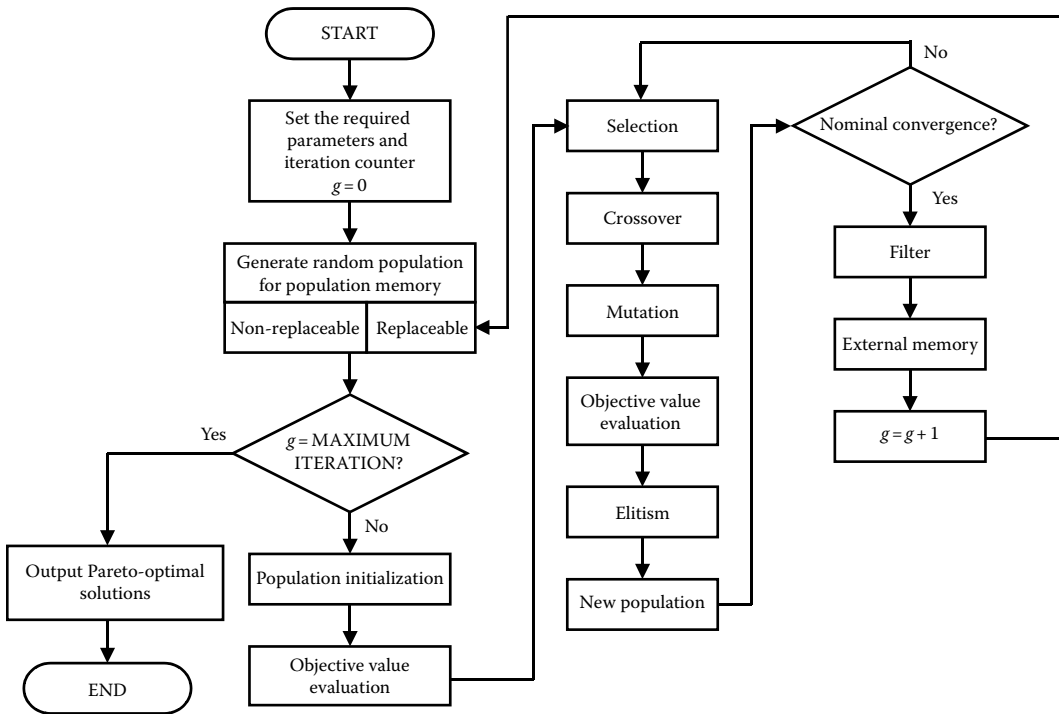 START
Set the required
parameters and
iteration counter
g = 0
Generate random population
for population memory
Non-replaceable
Replaceable
Yes
g = MAXIMUM
ITERATION?
No
Output Pareto-optimal
solutions
END
Population initialization
Objective value
evaluation
Selection
Crossover
Mutation
Objective value
evaluation
Elitism
New population
No
Nominal convergence?
Yes
Filter
External memory
g = g + 1